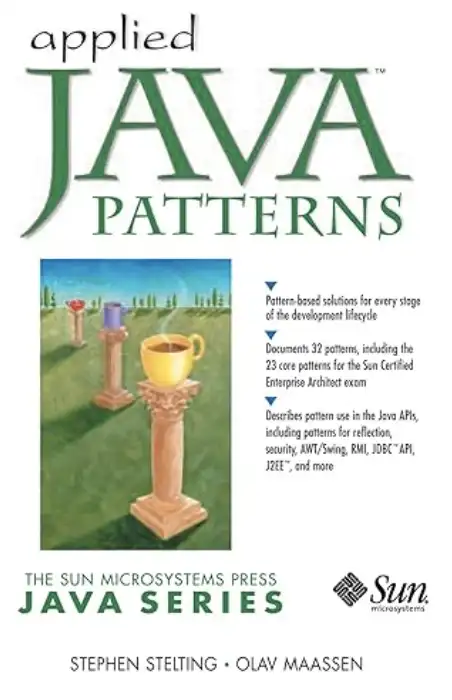 applied
JAVA™
PATTERNS
Pattern-based solutions for every stage
of the development lifecycle
Documents 32 patterns, including the
23 core patterns for the Sun Certified
Enterprise Architect exam
Describes pattern use in the Java APIs,
including patterns for reflection,
security, AWT/Swing, RMI, JDBC™ API,
J2EE™, and more
THE SUN MICROSYSTEMS PRESS
JAVA SERIES
Sun.
microsystems
STEPHEN STELTING • OLAV MAASSEN